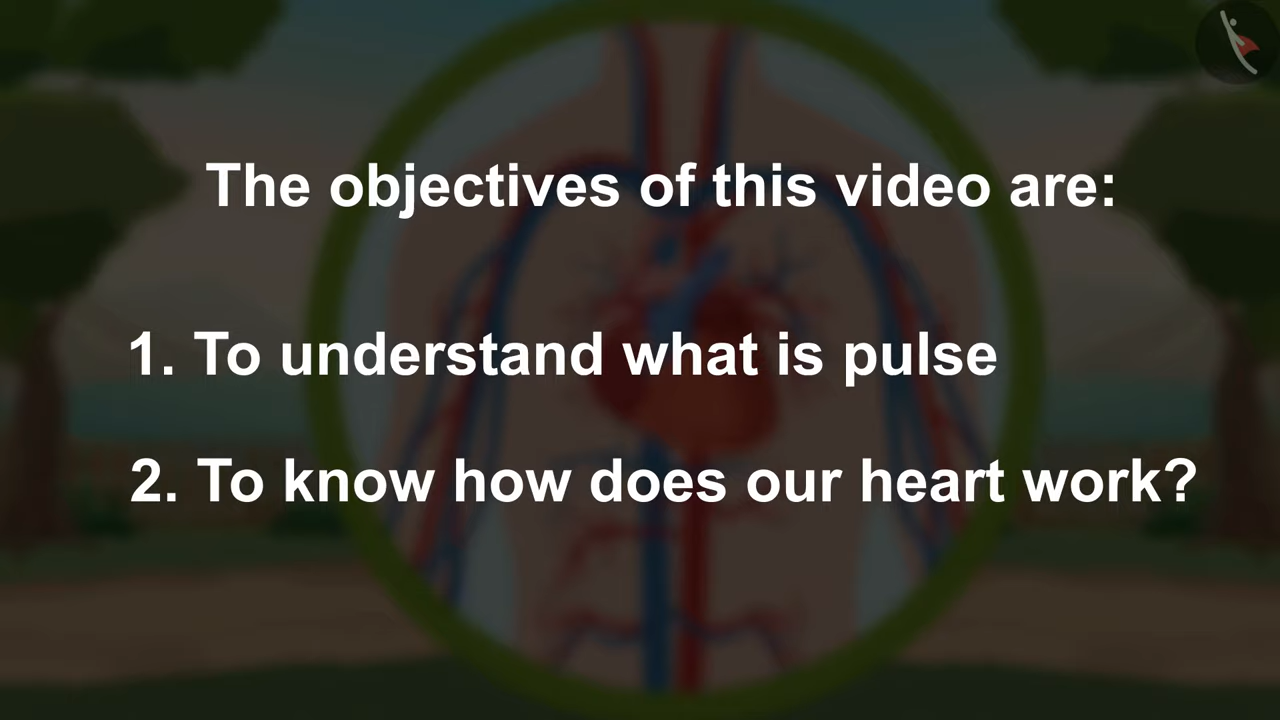 The objectives of this video are:
1. To understand what is pulse
2. To know how does our heart work?